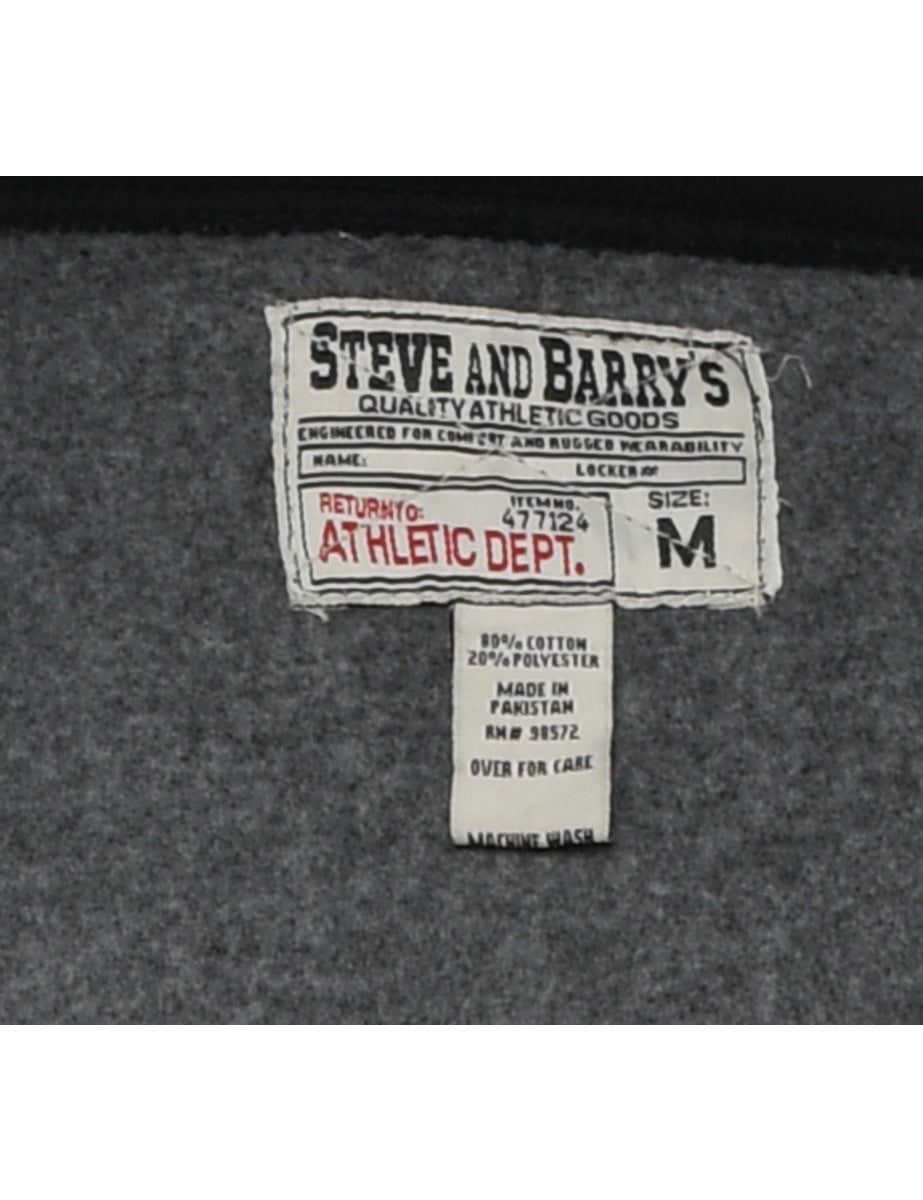 STEVE AND BARRY'S
QUALITY ATHLETIC GOODS
ENGINEERED FOR COMFORT AND RUGGED WEARABILITY
NAME: LOCKER#
RETURN TO: ITEM NO.
477124
ATHLETIC DEPT.
SIZE:
M
80% COTTON
20% POLYESTER
MADE IN
PAKISTAN
RN# 98572
OVER FOR CARE
MACHINE WASH